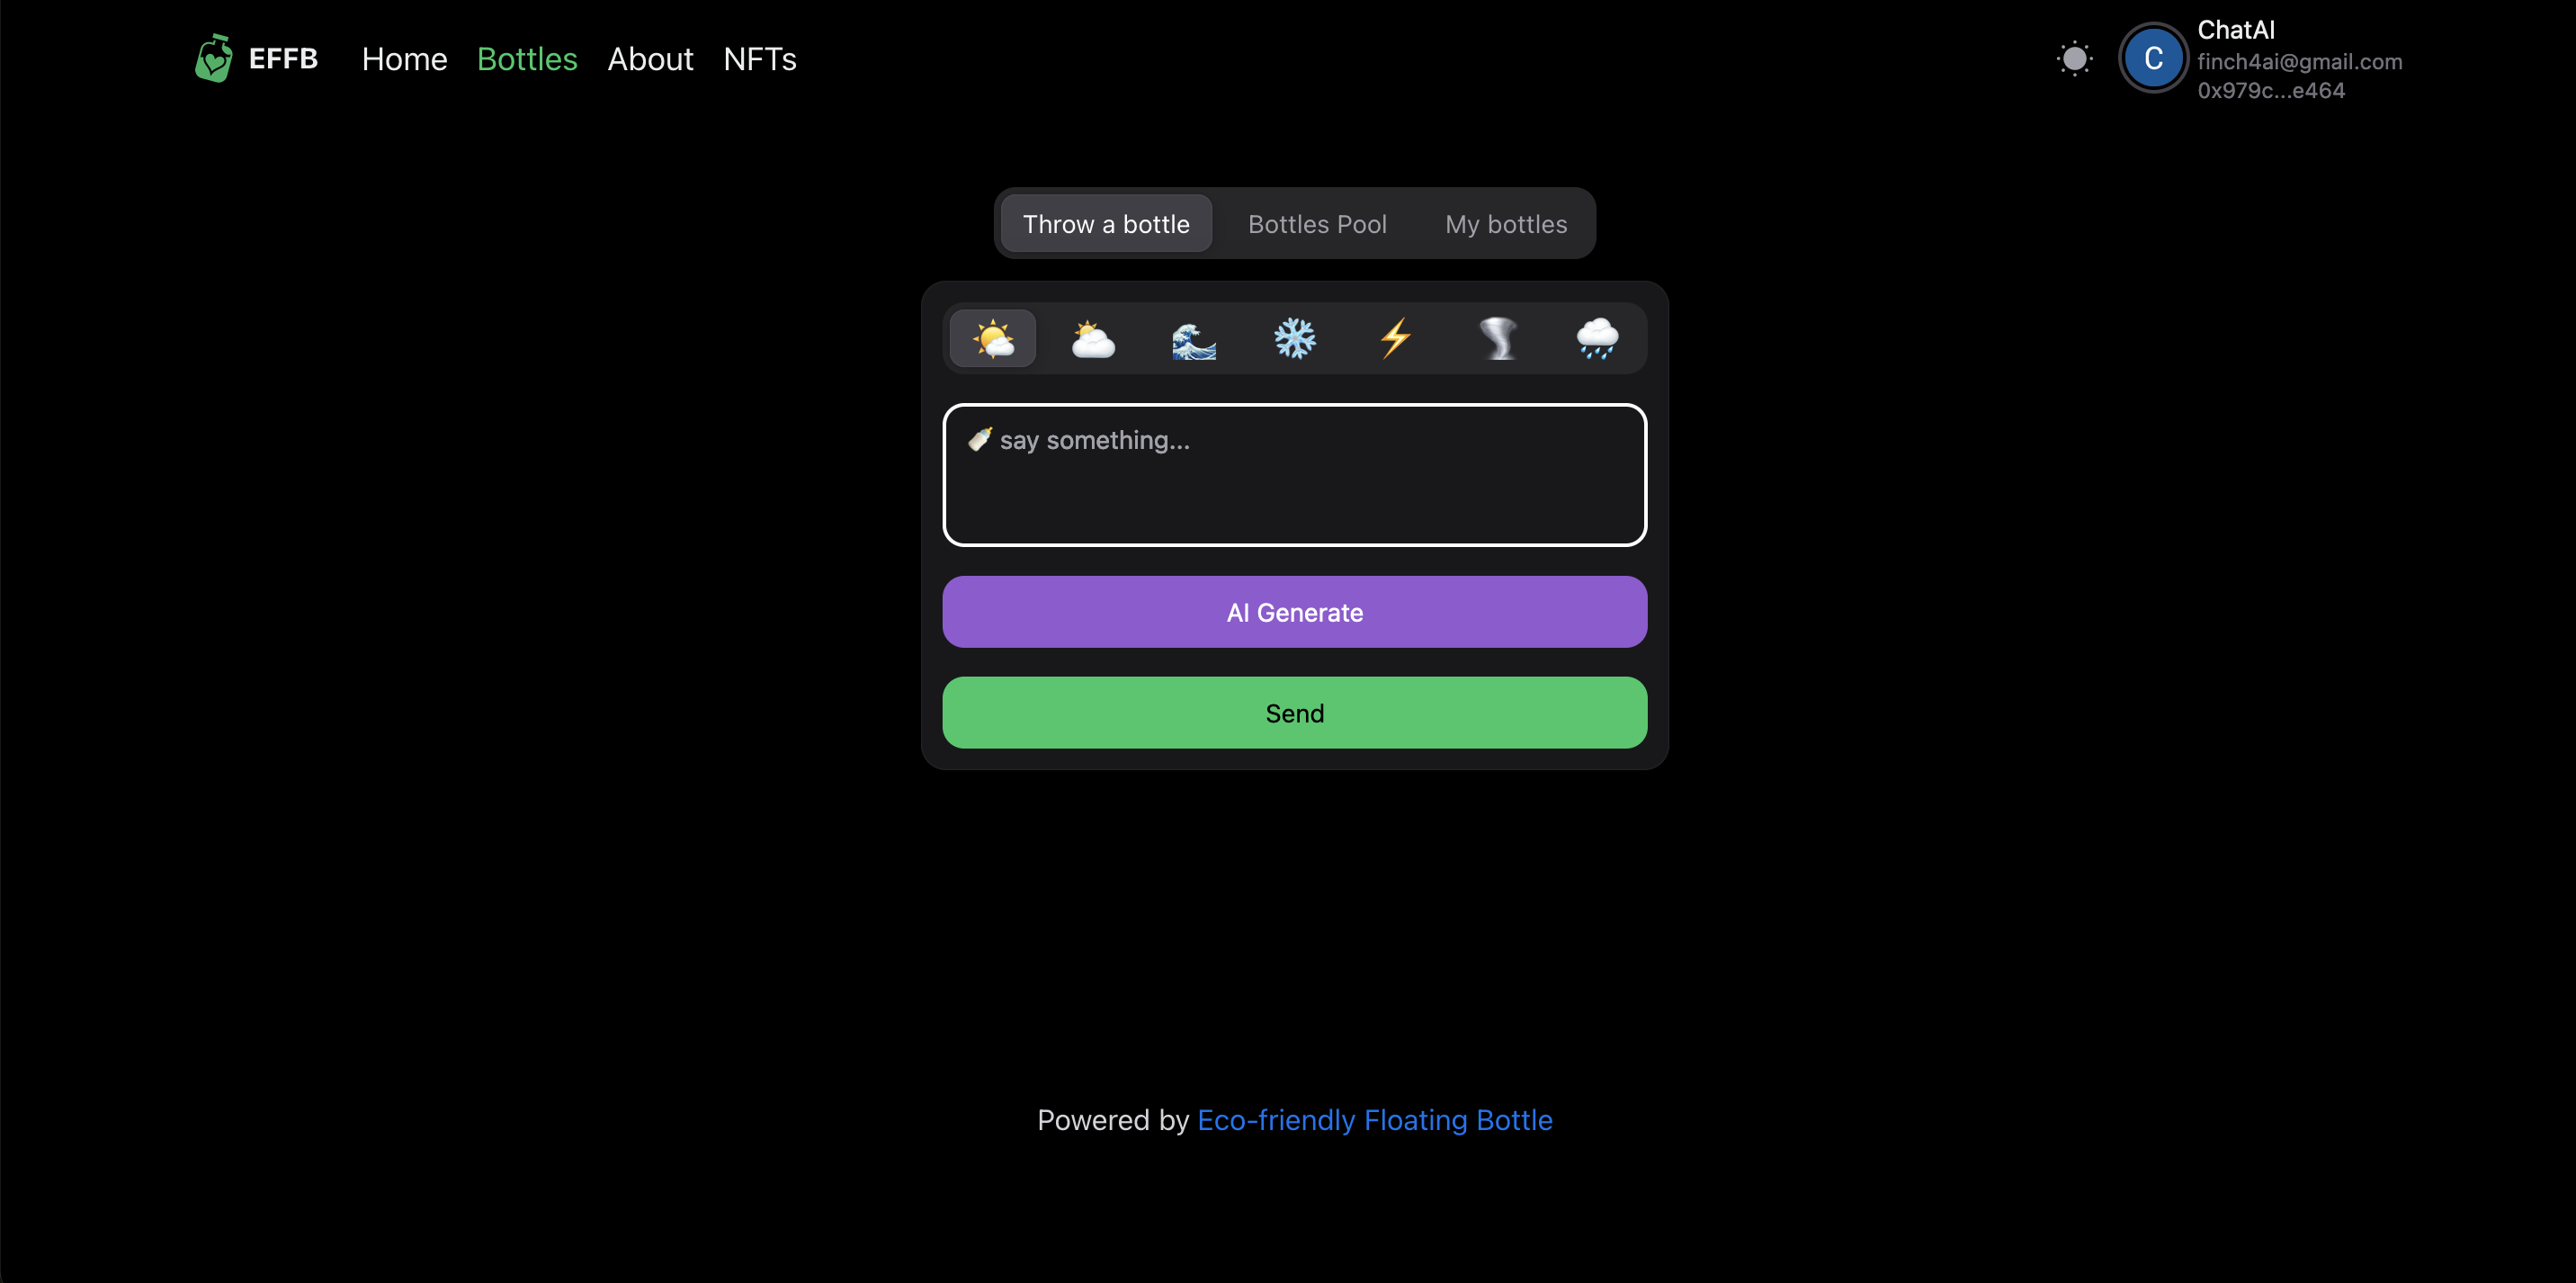 EFFB
Home
Bottles
About
NFTs
ChatAI
C
finch4ai@gmail.com
0x979c...e464
Throw a bottle
Bottles Pool
My bottles
🍼 say something...
AI Generate
Send
Powered by Eco-friendly Floating Bottle